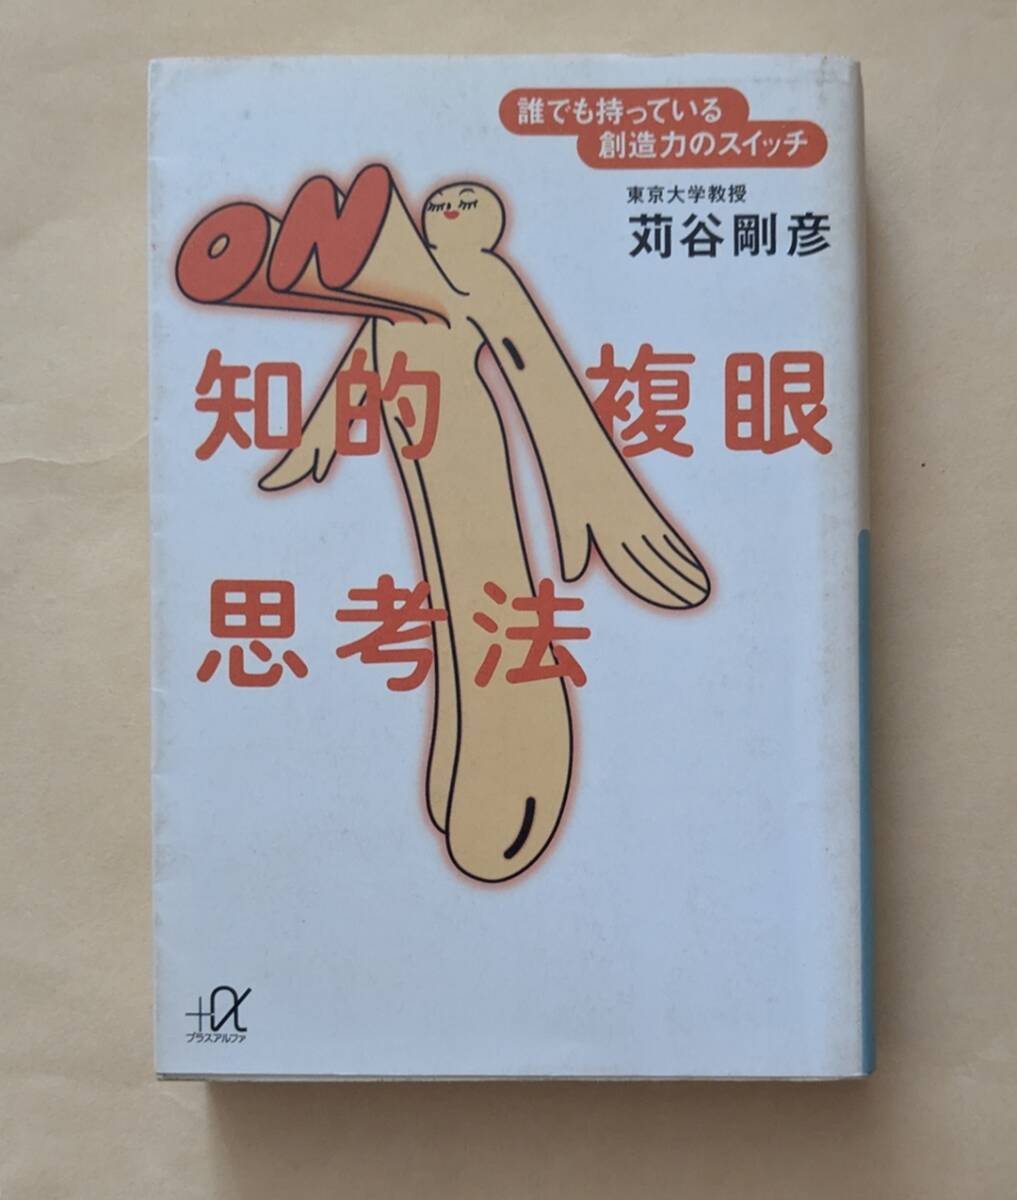 誰でも持っている
創造力のスイッチ
東京大学教授
苅谷剛彦
ON
知的複眼
思考法
+α
プラスアルファ